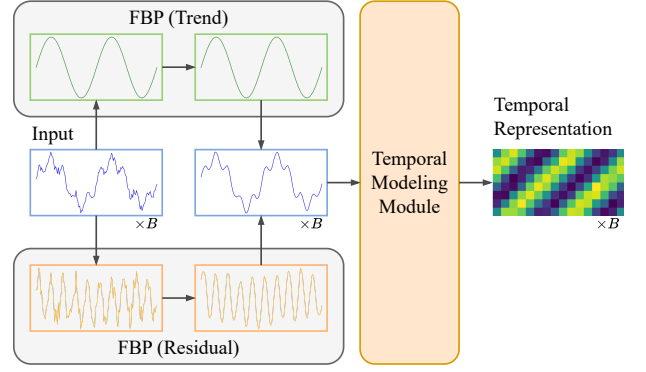 FBP (Trend)
Input
×B
×B
FBP (Residual)
Temporal
Modeling
Module
Temporal
Representation
×B